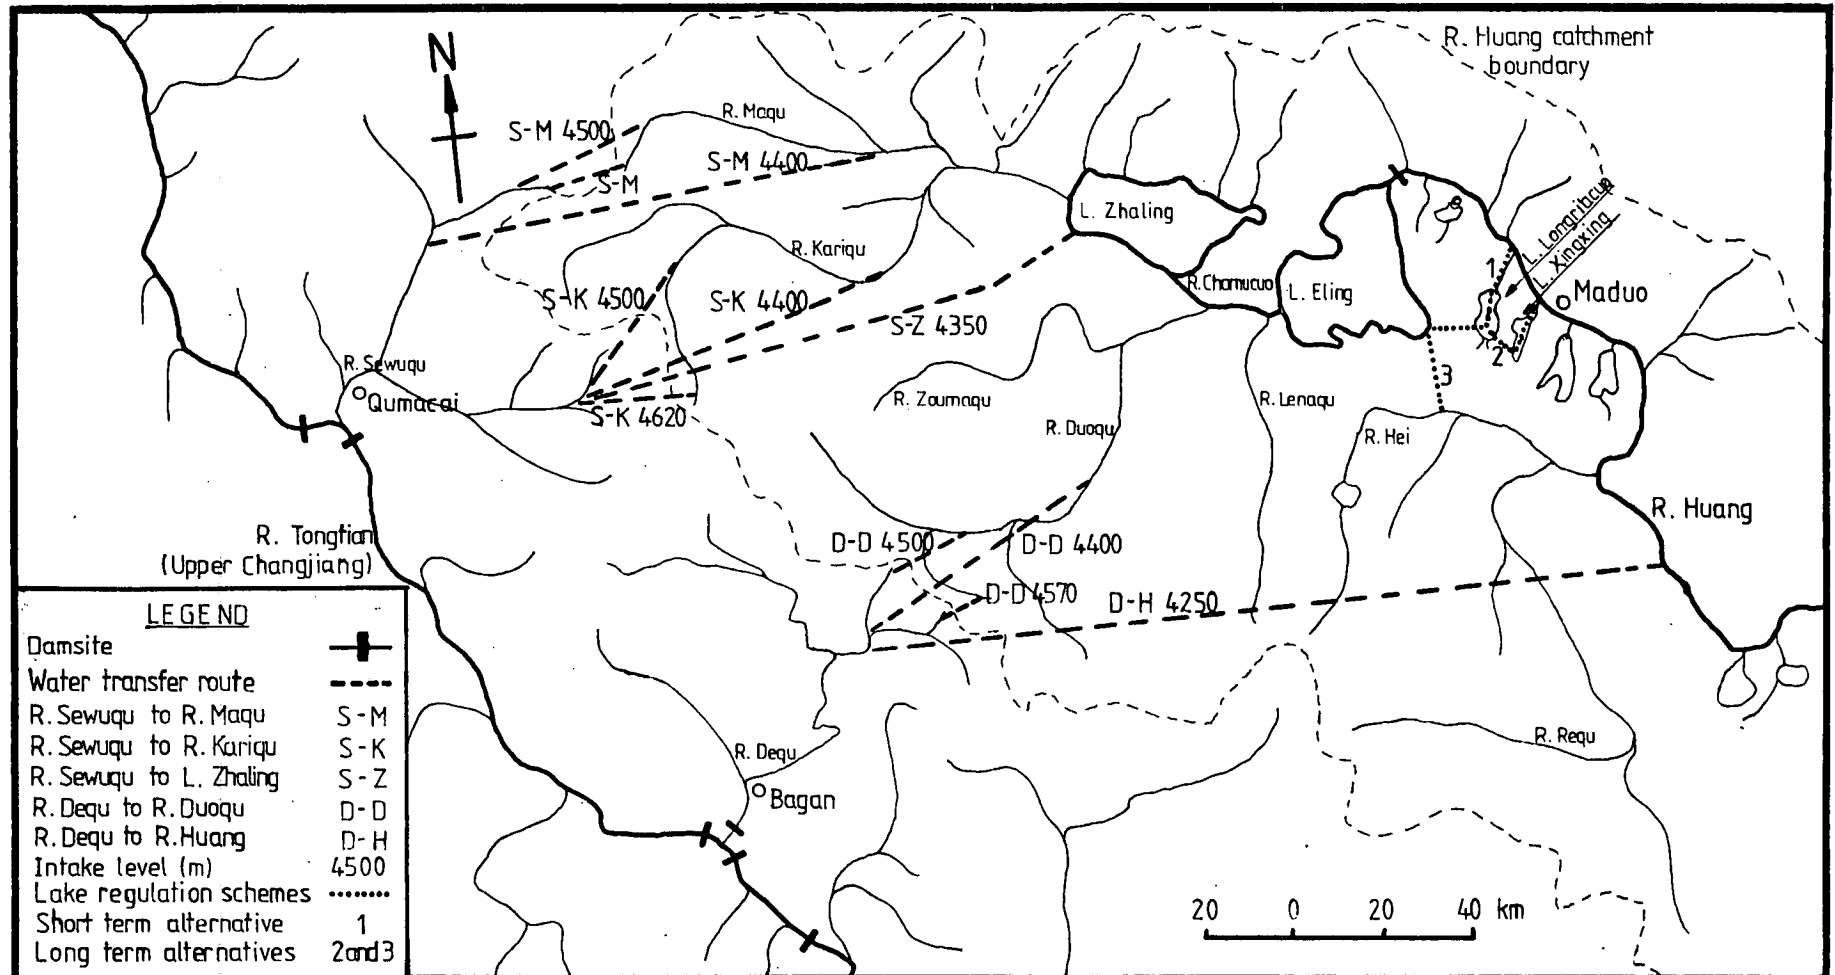 N
R. Huang catchment
boundary
R. Maqu
S-M 4500
S-M 4400
S-M
L. Zhaling
L. Longribcuo
L. Xingxing
R. Kariqu
S-K 4500
S-K 4400
S-Z 4350
R. Chamucuo
L. Eling
1
Maduo
2
R. Sewuqu
Qumacai
S-K 4620
R. Zoumaqu
R. Duoqu
R. Lenaqu
3
R. Hei
R. Huang
R. Tongtian
(Upper Changjiang)
D-D 4500
D-D 4400
D-D 4570
D-H 4250
R. Dequ
Bagan
R. Requ
LEGEND
Damsite
Water transfer route
R. Sewuqu to R. Maqu S-M
R. Sewuqu to R. Kariqu S-K
R. Sewuqu to L. Zhaling S-Z
R. Dequ to R. Duoqu D-D
R. Dequ to R. Huang D-H
Intake level (m) 4500
Lake regulation schemes
Short term alternative 1
Long term alternatives 2and3
20 0 20 40 km